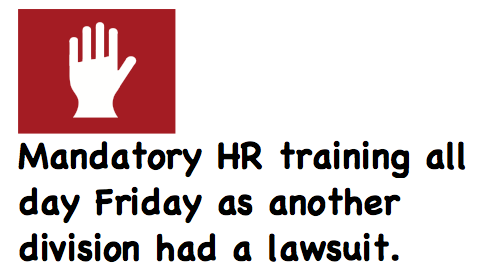 Mandatory HR training all
day Friday as another
division had a lawsuit.